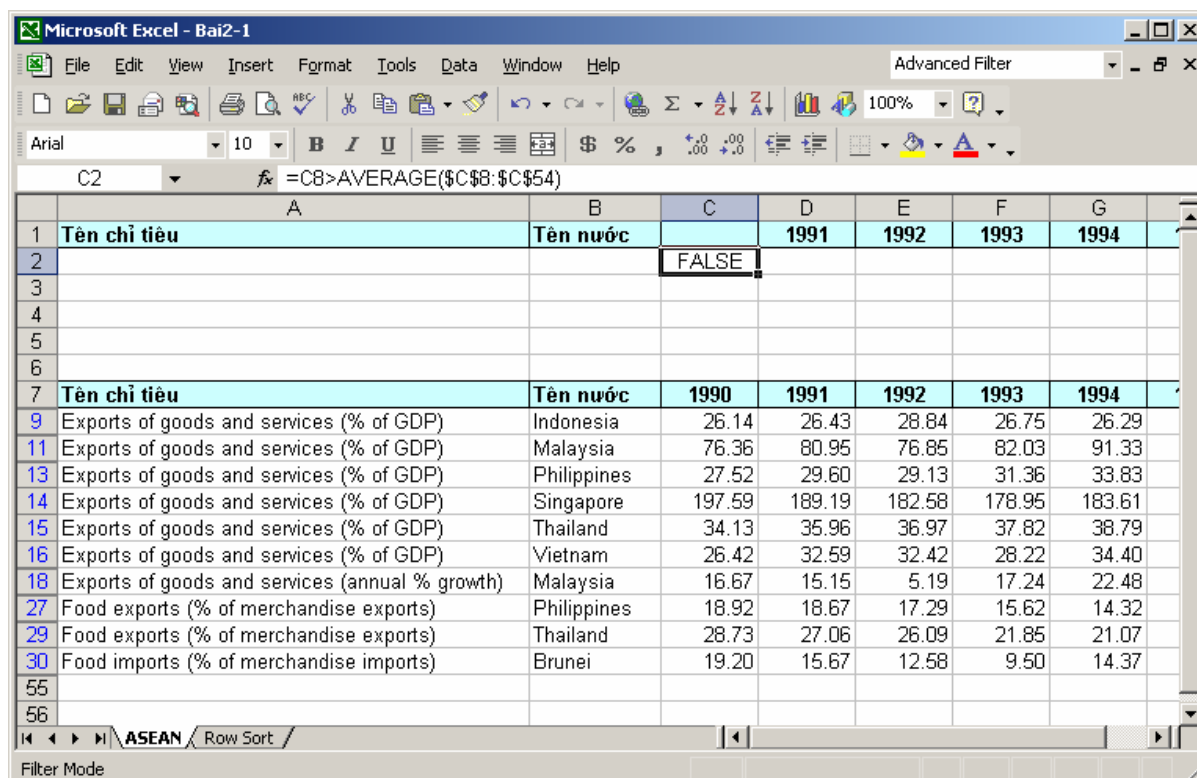 Microsoft Excel - Bai2-1
File Edit View Insert Format Tools Data Window Help Advanced Filter
100%
Arial 10 B I U $ % ,
C2 fx =C8>AVERAGE($C$8:$C$54)
A B C D E F G
1 Tên chỉ tiêu Tên nước 1991 1992 1993 1994
2 FALSE
3
4
5
6
7 Tên chỉ tiêu Tên nước 1990 1991 1992 1993 1994
9 Exports of goods and services (% of GDP) Indonesia 26.14 26.43 28.84 26.75 26.29
11 Exports of goods and services (% of GDP) Malaysia 76.36 80.95 76.85 82.03 91.33
13 Exports of goods and services (% of GDP) Philippines 27.52 29.60 29.13 31.36 33.83
14 Exports of goods and services (% of GDP) Singapore 197.59 189.19 182.58 178.95 183.61
15 Exports of goods and services (% of GDP) Thailand 34.13 35.96 36.97 37.82 38.79
16 Exports of goods and services (% of GDP) Vietnam 26.42 32.59 32.42 28.22 34.40
18 Exports of goods and services (annual % growth) Malaysia 16.67 15.15 5.19 17.24 22.48
27 Food exports (% of merchandise exports) Philippines 18.92 18.67 17.29 15.62 14.32
29 Food exports (% of merchandise exports) Thailand 28.73 27.06 26.09 21.85 21.07
30 Food imports (% of merchandise imports) Brunei 19.20 15.67 12.58 9.50 14.37
55
56
ASEAN Row Sort
Filter Mode